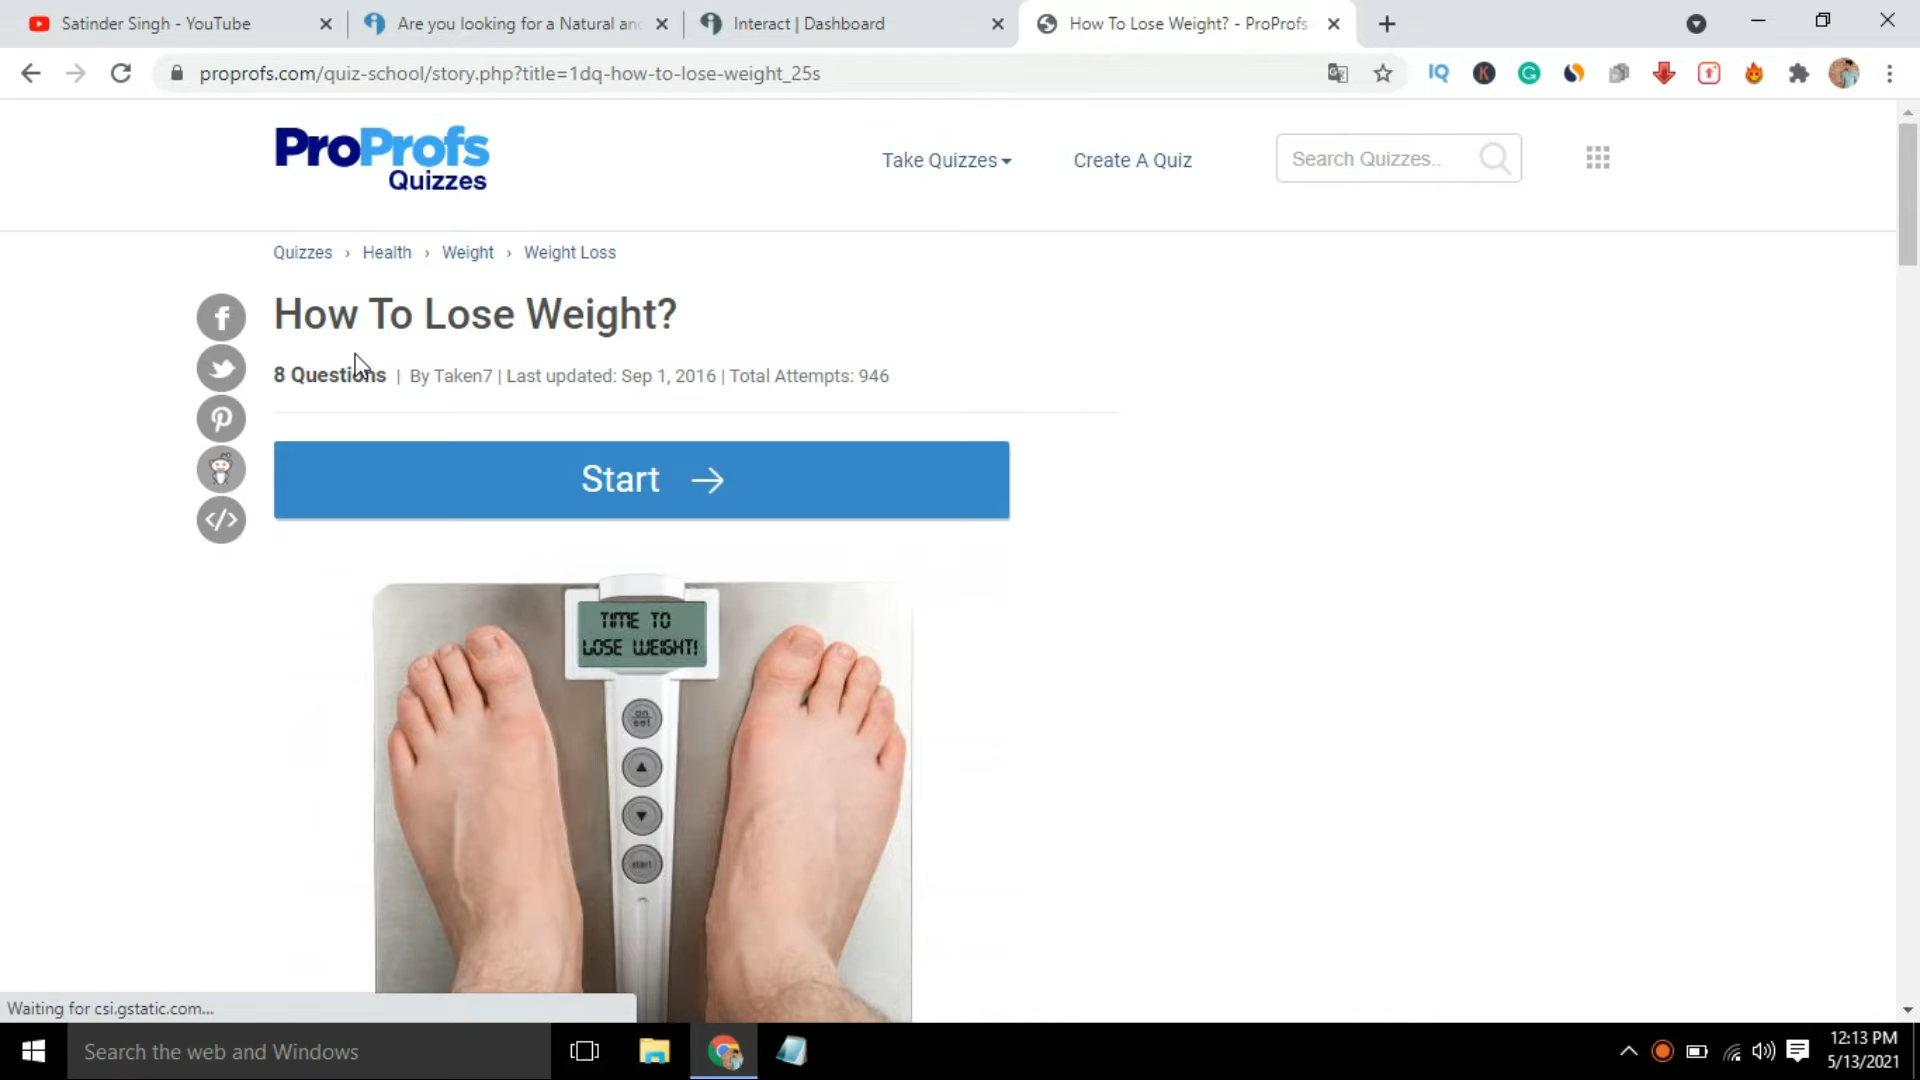 Satinder Singh - YouTube
Are you looking for a Natural an
Interact | Dashboard
How To Lose Weight? - ProProfs
proprofs.com/quiz-school/story.php?title=1dq-how-to-lose-weight_25s
ProProfs
Quizzes
Take Quizzes
Create A Quiz
Search Quizzes..
Quizzes › Health › Weight › Weight Loss
How To Lose Weight?
8 Questions | By Taken7 | Last updated: Sep 1, 2016 | Total Attempts: 946
Start →
TIME TO
LOSE WEIGHT!
on
set
start
Waiting for csi.gstatic.com...
Search the web and Windows
12:13 PM
5/13/2021